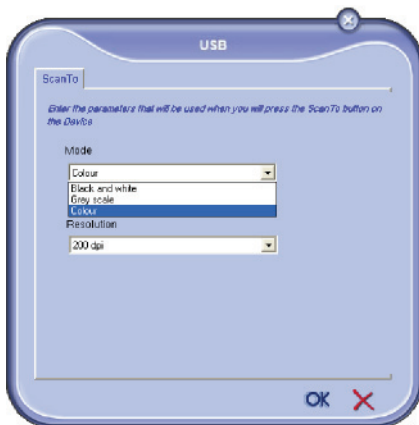 USB
ScanTo
Enter the parameters that will be used when you will press the ScanTo button on
the Device
Mode
Colour
Black and white
Grey scale
Colour
Resolution
200 dpi
OK